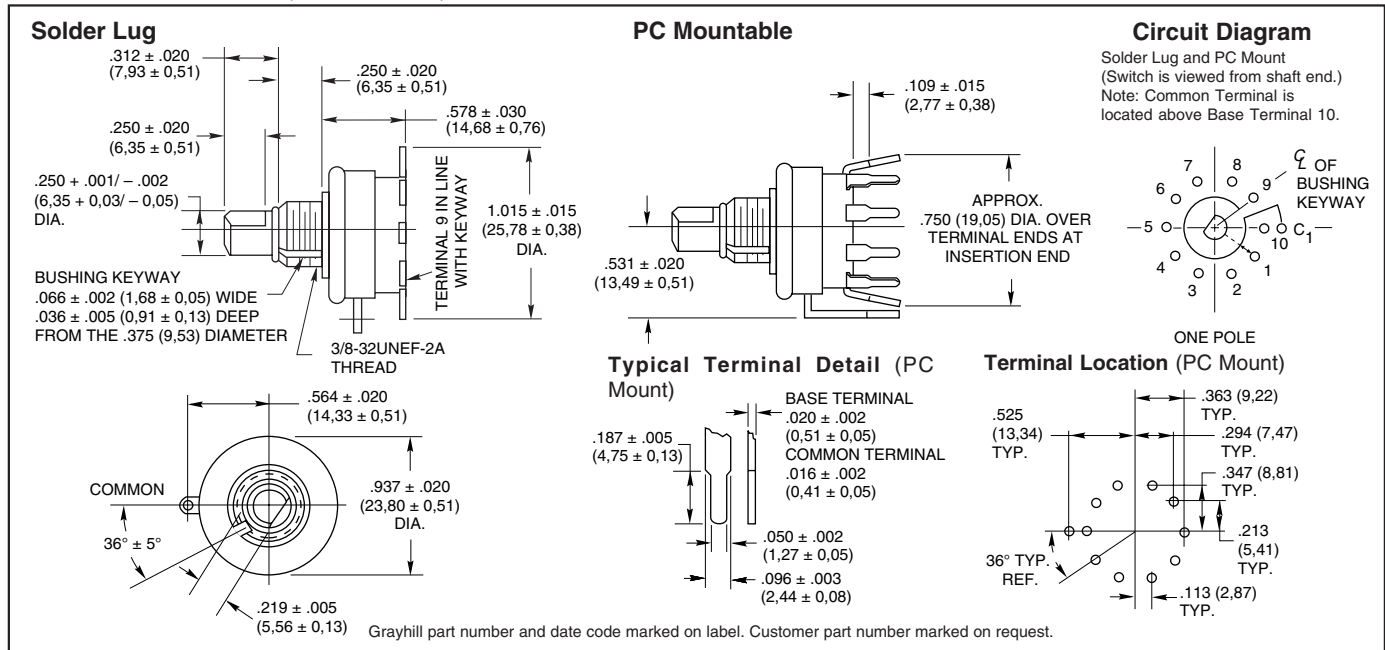 Solder Lug
.312 ± .020
(7,93 ± 0,51)
.250 ± .020
(6,35 ± 0,51)
.578 ± .030
(14,68 ± 0,76)
.250 ± .020
(6,35 ± 0,51)
.250 + .001/ – .002
(6,35 + 0,03/ – 0,05)
DIA.
TERMINAL 9 IN LINE
WITH KEYWAY
1.015 ± .015
(25,78 ± 0,38)
DIA.
BUSHING KEYWAY
.066 ± .002 (1,68 ± 0,05) WIDE
.036 ± .005 (0,91 ± 0,13) DEEP
FROM THE .375 (9,53) DIAMETER
3/8-32UNEF-2A
THREAD
.564 ± .020
(14,33 ± 0,51)
COMMON
.937 ± .020
(23,80 ± 0,51)
DIA.
36° ± 5°
.219 ± .005
(5,56 ± 0,13)
PC Mountable
.109 ± .015
(2,77 ± 0,38)
APPROX.
.750 (19,05) DIA. OVER
TERMINAL ENDS AT
INSERTION END
.531 ± .020
(13,49 ± 0,51)
Typical Terminal Detail (PC
Mount)
BASE TERMINAL
.020 ± .002
(0,51 ± 0,05)
COMMON TERMINAL
.016 ± .002
(0,41 ± 0,05)
.187 ± .005
(4,75 ± 0,13)
.050 ± .002
(1,27 ± 0,05)
.096 ± .003
(2,44 ± 0,08)
Circuit Diagram
Solder Lug and PC Mount
(Switch is viewed from shaft end.)
Note: Common Terminal is
located above Base Terminal 10.
7 8
6 9
℄ OF
BUSHING
KEYWAY
5 10 C1
4 1
3 2
ONE POLE
Terminal Location (PC Mount)
.363 (9,22)
TYP.
.525
(13,34)
TYP.
.294 (7,47)
TYP.
.347 (8,81)
TYP.
.213
(5,41)
TYP.
36° TYP.
REF.
.113 (2,87)
TYP.
Grayhill part number and date code marked on label. Customer part number marked on request.